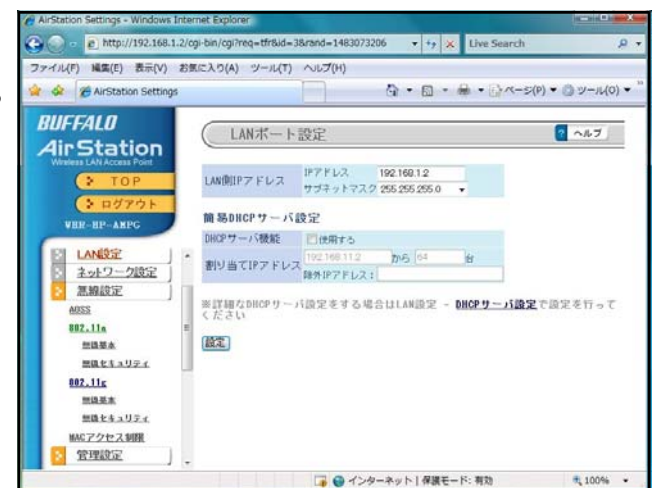 AirStation Settings - Windows Internet Explorer
http://192.168.1.2/cgi-bin/cgi?req=tfr&id=3&rand=1483073206
Live Search
ファイル(F) 編集(E) 表示(V) お気に入り(A) ツール(T) ヘルプ(H)
AirStation Settings
ページ(P) ツール(O)
BUFFALO
AirStation
Wireless LAN Access Point
TOP
ログアウト
WHR-HP-AMPG
LAN設定
ネットワーク設定
無線設定
AOSS
802.11a
無線基本
無線セキュリティ
802.11g
無線基本
無線セキュリティ
MACアクセス制限
管理設定
LANポート設定
ヘルプ
LAN側IPアドレス
IPアドレス 192.168.1.2
サブネットマスク 255.255.255.0
簡易DHCPサーバ設定
DHCPサーバ機能 使用する
割り当てIPアドレス
192.168.11.2 から 64 台
除外IPアドレス:
※詳細なDHCPサーバ設定をする場合はLAN設定 - DHCPサーバ設定で設定を行って
ください
設定
インターネット | 保護モード: 有効
100%